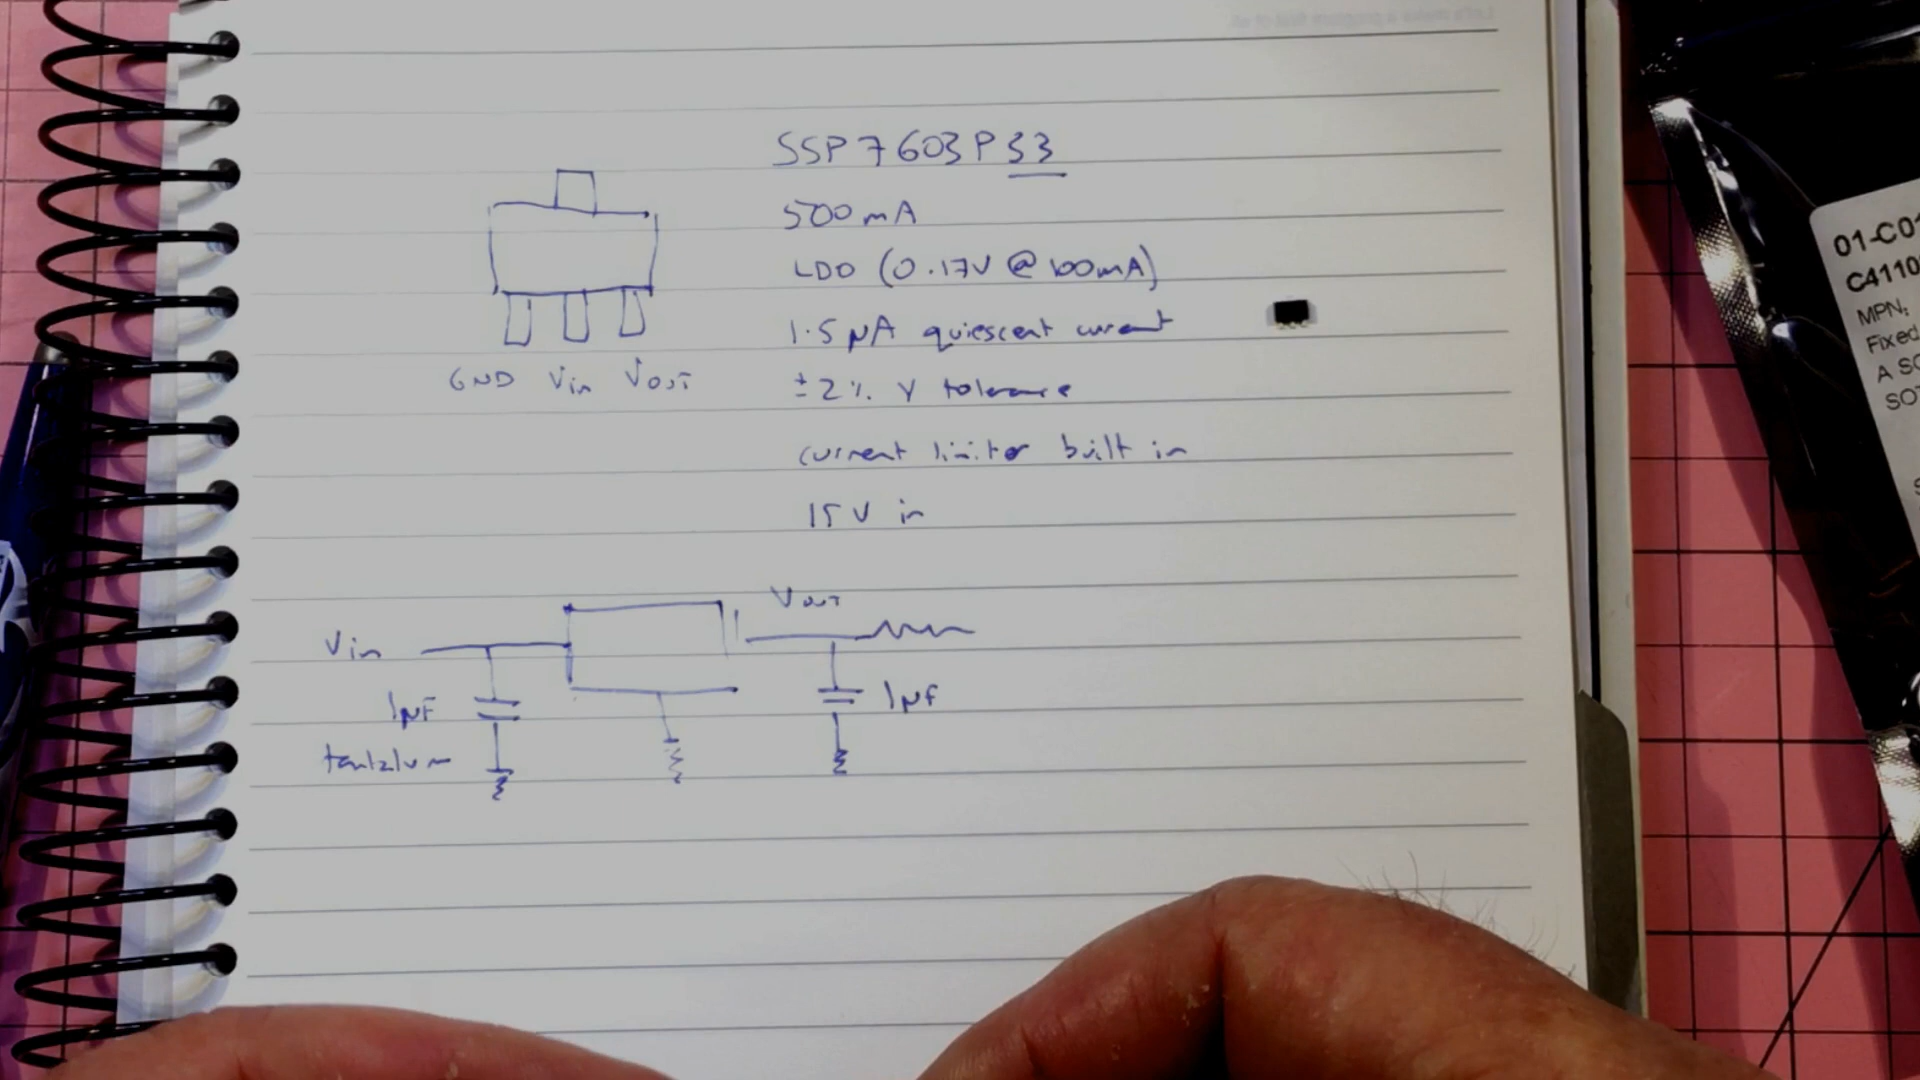 SSP7603P33
500mA
LDO (0.17V @ 100mA)
1.5µA quiescent current
±2% V tolerance
current limiter built in
15V in
GND Vin VOUT
Vin
VOUT
1µF
tantalum
1µF
01-C01
C4110
MPN:
Fixed
A SO
SOT